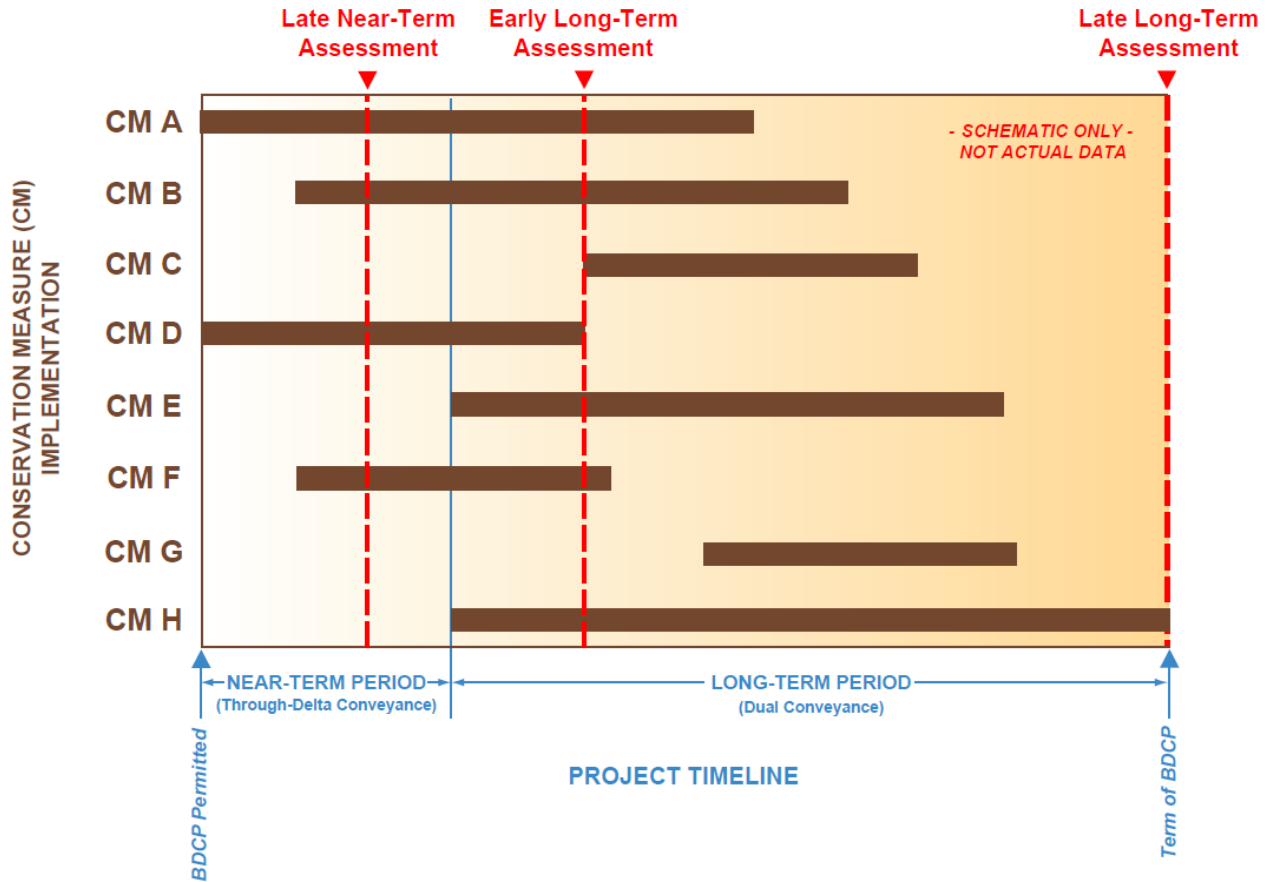 Late Near-Term
Assessment
Early Long-Term
Assessment
Late Long-Term
Assessment
- SCHEMATIC ONLY -
NOT ACTUAL DATA
CONSERVATION MEASURE (CM)
IMPLEMENTATION
CM A
CM B
CM C
CM D
CM E
CM F
CM G
CM H
NEAR-TERM PERIOD
(Through-Delta Conveyance)
LONG-TERM PERIOD
(Dual Conveyance)
BDCP Permitted
PROJECT TIMELINE
Term of BDCP